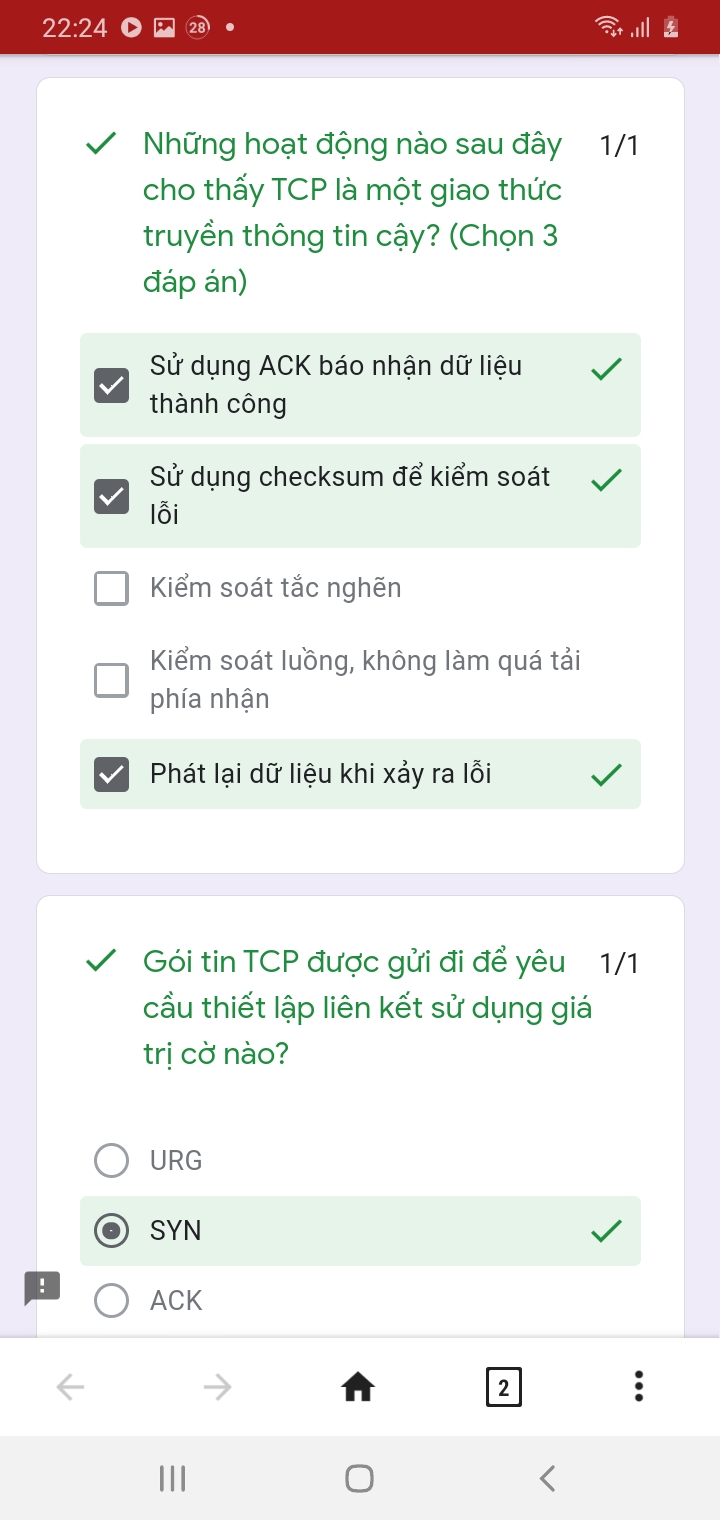 22:24
28
Những hoạt động nào sau đây 1/1
cho thấy TCP là một giao thức
truyền thông tin cậy? (Chọn 3
đáp án)
Sử dụng ACK báo nhận dữ liệu
thành công
Sử dụng checksum để kiểm soát
lỗi
Kiểm soát tắc nghẽn
Kiểm soát luồng, không làm quá tải
phía nhận
Phát lại dữ liệu khi xảy ra lỗi
Gói tin TCP được gửi đi để yêu 1/1
cầu thiết lập liên kết sử dụng giá
trị cờ nào?
URG
SYN
ACK
2